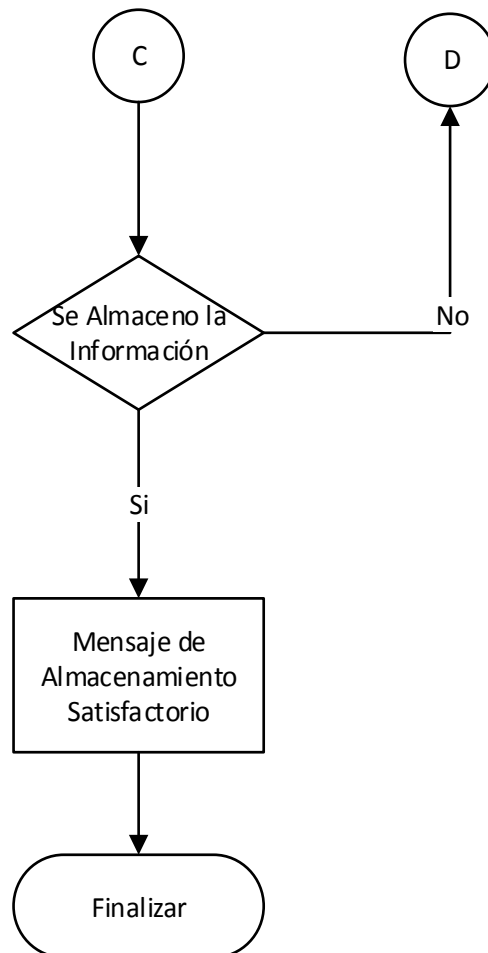 C
D
Se Almaceno la
Información
No
Si
Mensaje de
Almacenamiento
Satisfactorio
Finalizar